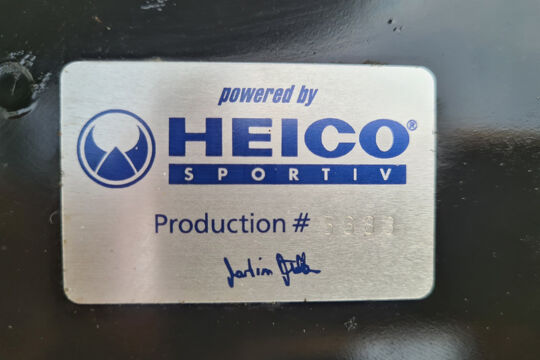 powered by
HEICO®
SPORTIV
Production #